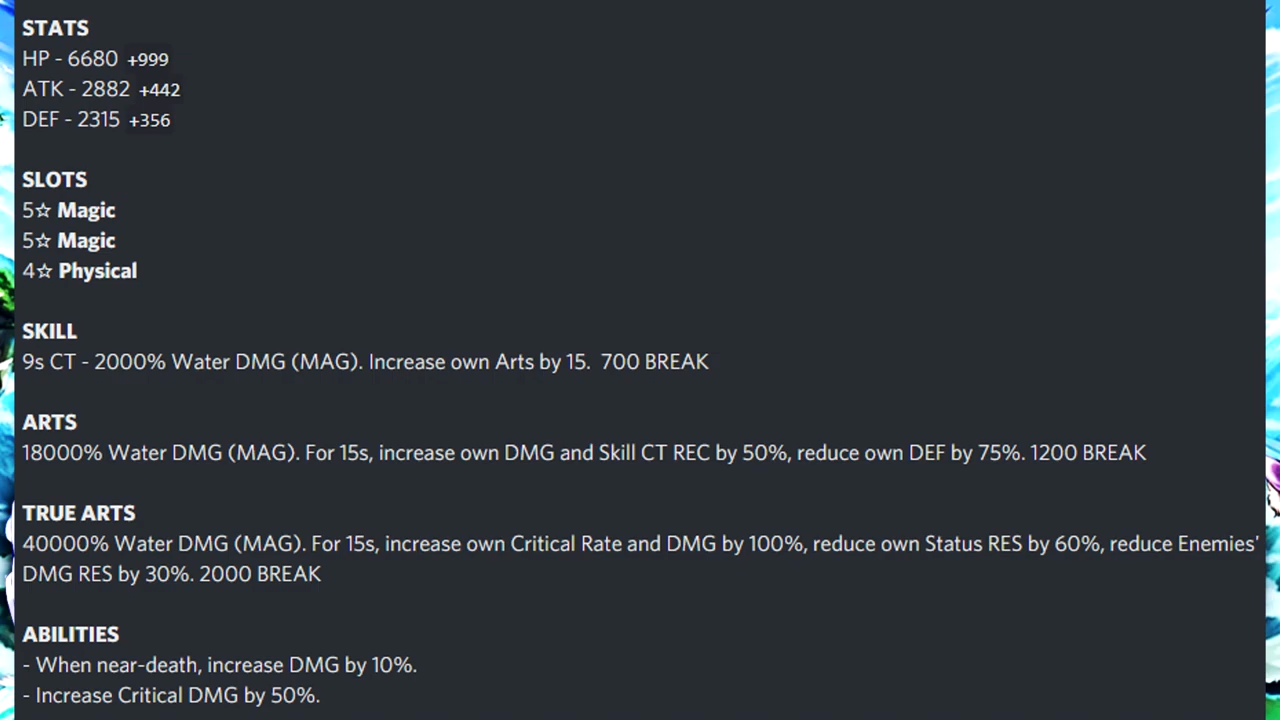 STATS
HP - 6680 +999
ATK - 2882 +442
DEF - 2315 +356
SLOTS
5☆ Magic
5☆ Magic
4☆ Physical
SKILL
9s CT - 2000% Water DMG (MAG). Increase own Arts by 15.  700 BREAK
ARTS
18000% Water DMG (MAG). For 15s, increase own DMG and Skill CT REC by 50%, reduce own DEF by 75%. 1200 BREAK
TRUE ARTS
40000% Water DMG (MAG). For 15s, increase own Critical Rate and DMG by 100%, reduce own Status RES by 60%, reduce Enemies'
DMG RES by 30%. 2000 BREAK
ABILITIES
- When near-death, increase DMG by 10%.
- Increase Critical DMG by 50%.